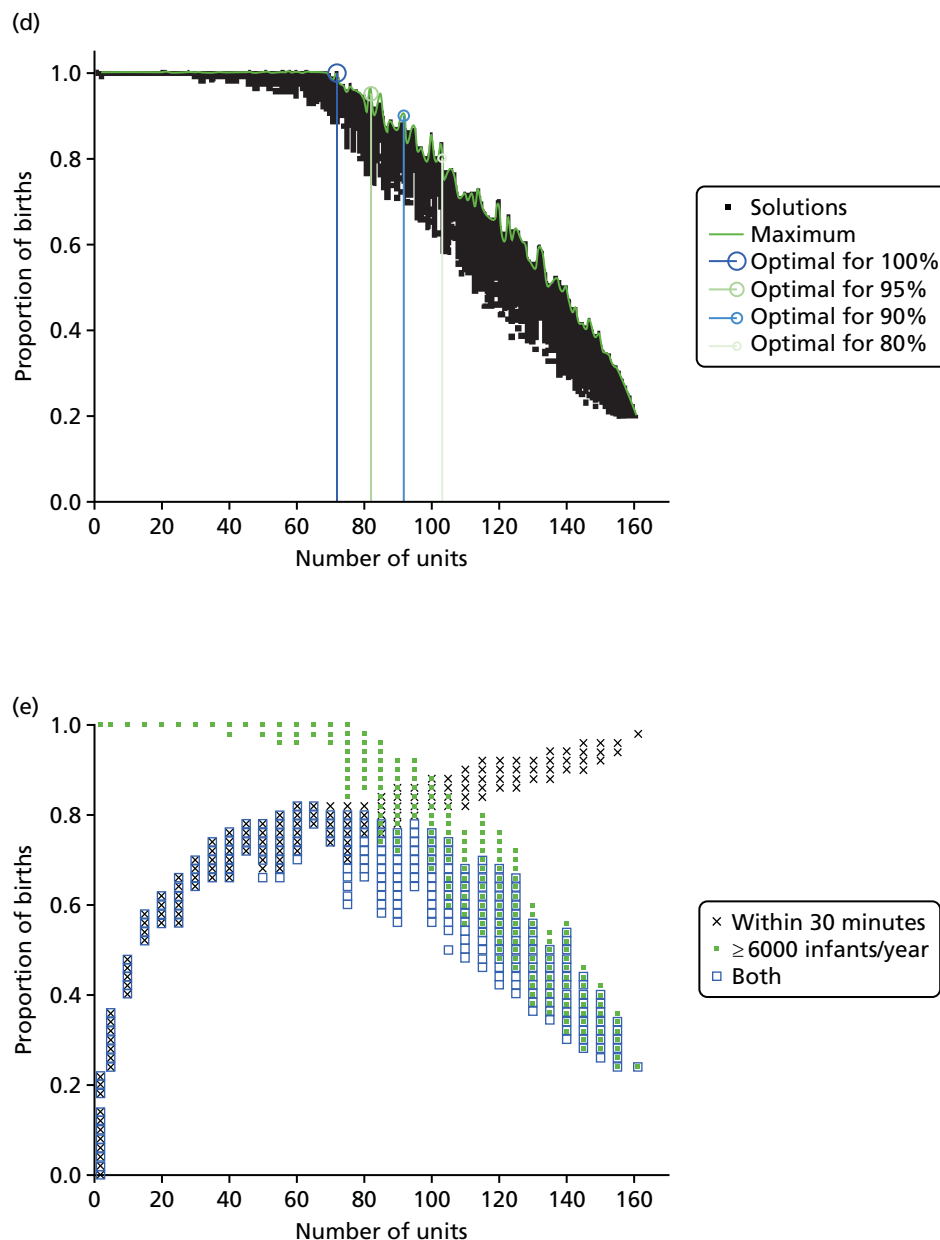 (d)
1.0
0.8
0.6
0.4
0.2
0.0
Proportion of births
0 20 40 60 80 100 120 140 160
Number of units
Solutions
Maximum
Optimal for 100%
Optimal for 95%
Optimal for 90%
Optimal for 80%
(e)
1.0
0.8
0.6
0.4
0.2
0.0
Proportion of births
0 20 40 60 80 100 120 140 160
Number of units
Within 30 minutes
≥6000 infants/year
Both